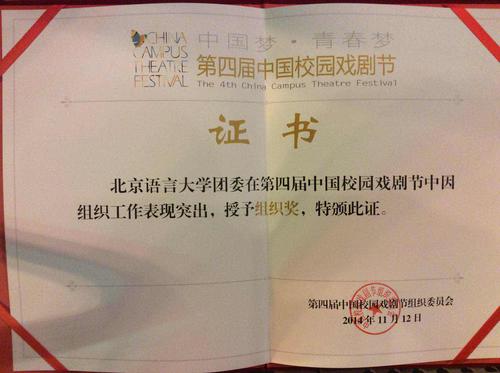 CHINA
CAMPUS
THEATRE
FESTIVAL
中国梦·青春梦
第四届中国校园戏剧节
The 4th China Campus Theatre Festival
证书
北京语言大学团委在第四届中国校园戏剧节中因
组织工作表现突出，授予组织奖，特颁此证。
第四届中国校园戏剧节组织委员会
2014年11月12日